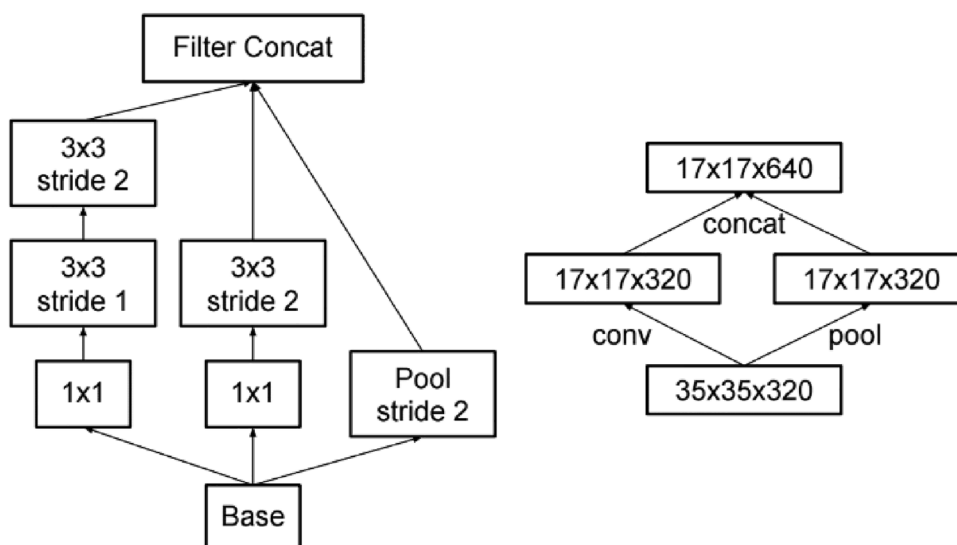 Filter Concat
3x3
stride 2
3x3
stride 1
3x3
stride 2
1x1
1x1
Pool
stride 2
Base
17x17x640
concat
17x17x320
17x17x320
conv
pool
35x35x320